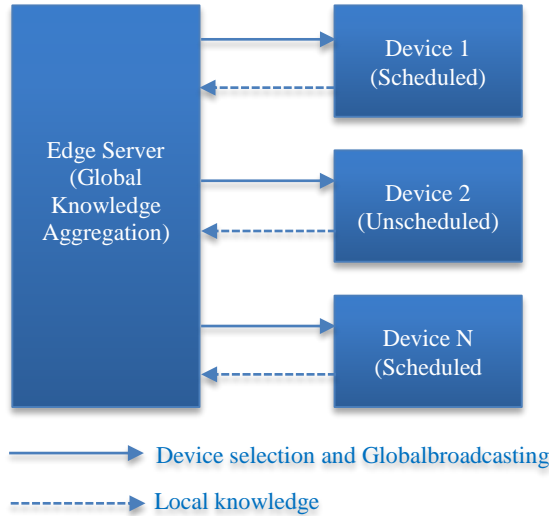 Edge Server
(Global
Knowledge
Aggregation)
Device 1
(Scheduled)
Device 2
(Unscheduled)
Device N
(Scheduled
Device selection and Globalbroadcasting
Local knowledge